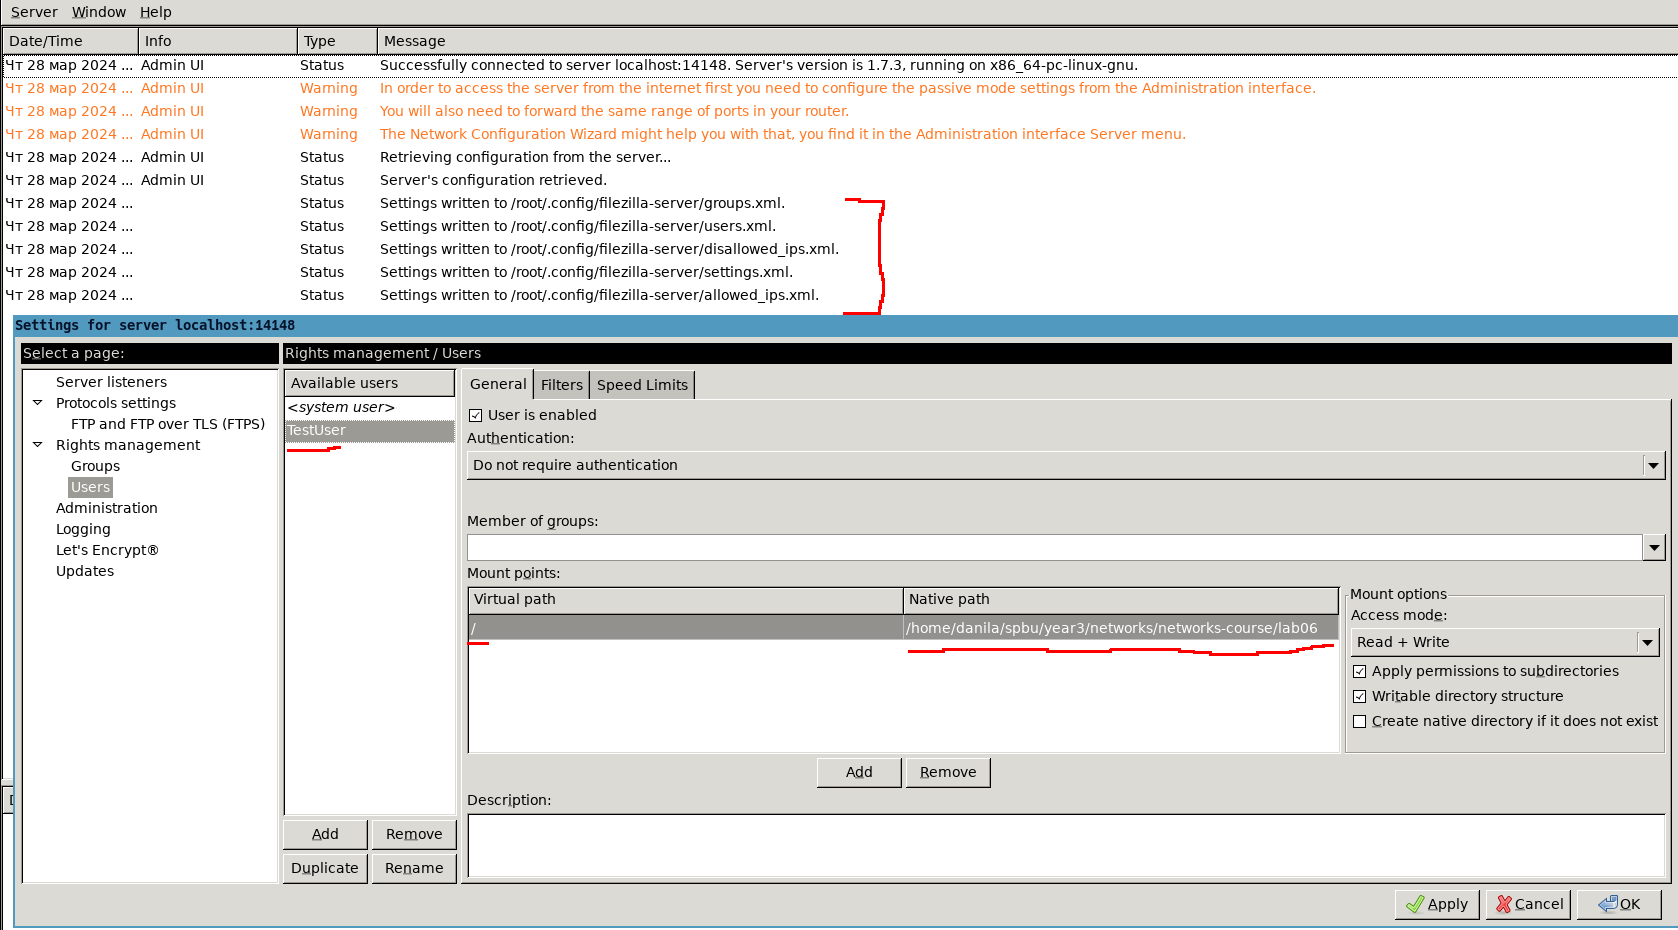 Server Window Help
Date/Time Info Type Message
Чт 28 мар 2024 ... Admin UI Status Successfully connected to server localhost:14148. Server's version is 1.7.3, running on x86_64-pc-linux-gnu.
Чт 28 мар 2024 ... Admin UI Warning In order to access the server from the internet first you need to configure the passive mode settings from the Administration interface.
Чт 28 мар 2024 ... Admin UI Warning You will also need to forward the same range of ports in your router.
Чт 28 мар 2024 ... Admin UI Warning The Network Configuration Wizard might help you with that, you find it in the Administration interface Server menu.
Чт 28 мар 2024 ... Admin UI Status Retrieving configuration from the server...
Чт 28 мар 2024 ... Admin UI Status Server's configuration retrieved.
Чт 28 мар 2024 ... Status Settings written to /root/.config/filezilla-server/groups.xml.
Чт 28 мар 2024 ... Status Settings written to /root/.config/filezilla-server/users.xml.
Чт 28 мар 2024 ... Status Settings written to /root/.config/filezilla-server/disallowed_ips.xml.
Чт 28 мар 2024 ... Status Settings written to /root/.config/filezilla-server/settings.xml.
Чт 28 мар 2024 ... Status Settings written to /root/.config/filezilla-server/allowed_ips.xml.
Settings for server localhost:14148
Select a page:
Server listeners
Protocols settings
FTP and FTP over TLS (FTPS)
Rights management
Groups
Users
Administration
Logging
Let's Encrypt®
Updates
Rights management / Users
Available users
<system user>
TestUser
Add Remove
Duplicate Rename
General Filters Speed Limits
User is enabled
Authentication:
Do not require authentication
Member of groups:
Mount points:
Virtual path Native path
/ /home/danila/spbu/year3/networks/networks-course/lab06
Add Remove
Mount options
Access mode:
Read + Write
Apply permissions to subdirectories
Writable directory structure
Create native directory if it does not exist
Description:
Apply Cancel OK